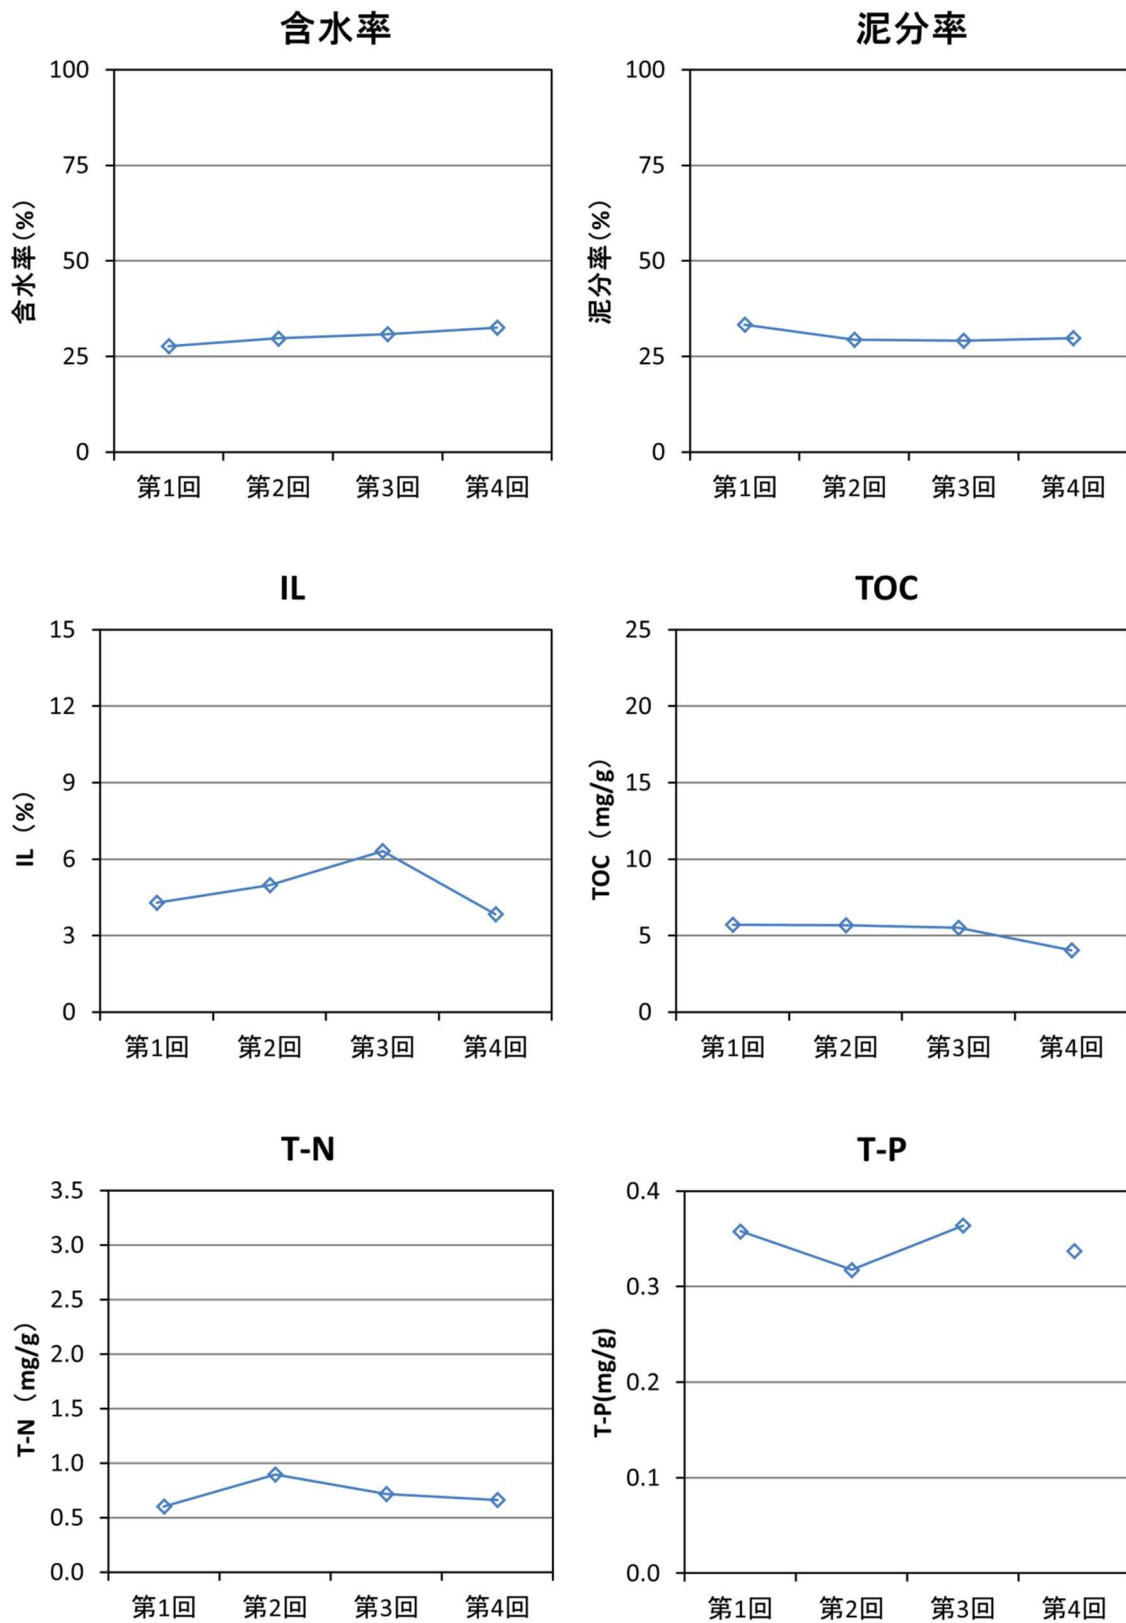 含水率
100
75
50
25
0
含水率(%)
第1回 第2回 第3回 第4回
泥分率
100
75
50
25
0
泥分率(%)
第1回 第2回 第3回 第4回
IL
15
12
9
6
3
0
IL（%）
第1回 第2回 第3回 第4回
TOC
25
20
15
10
5
0
TOC（mg/g）
第1回 第2回 第3回 第4回
T-N
3.5
3.0
2.5
2.0
1.5
1.0
0.5
0.0
T-N（mg/g）
第1回 第2回 第3回 第4回
T-P
0.4
0.3
0.2
0.1
0.0
T-P(mg/g)
第1回 第2回 第3回 第4回